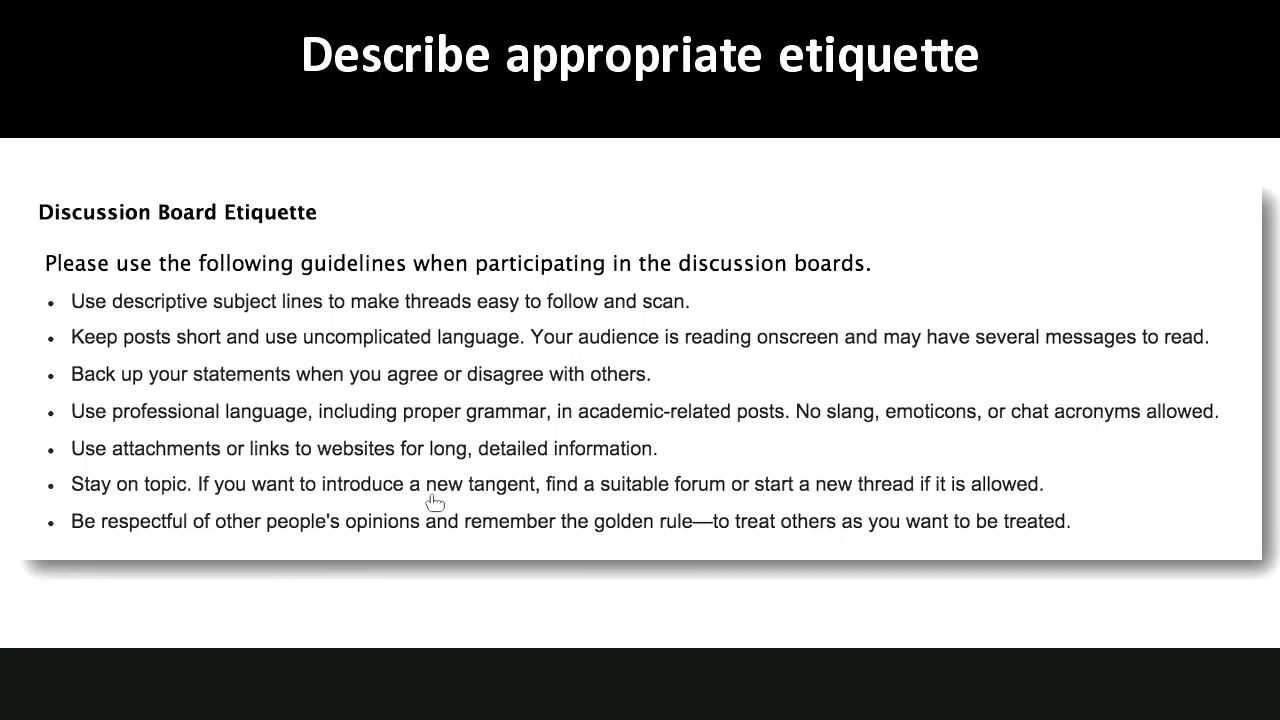 Describe appropriate etiquette
Discussion Board Etiquette
Please use the following guidelines when participating in the discussion boards.
• Use descriptive subject lines to make threads easy to follow and scan.
• Keep posts short and use uncomplicated language. Your audience is reading onscreen and may have several messages to read.
• Back up your statements when you agree or disagree with others.
• Use professional language, including proper grammar, in academic-related posts. No slang, emoticons, or chat acronyms allowed.
• Use attachments or links to websites for long, detailed information.
• Stay on topic. If you want to introduce a new tangent, find a suitable forum or start a new thread if it is allowed.
• Be respectful of other people's opinions and remember the golden rule—to treat others as you want to be treated.